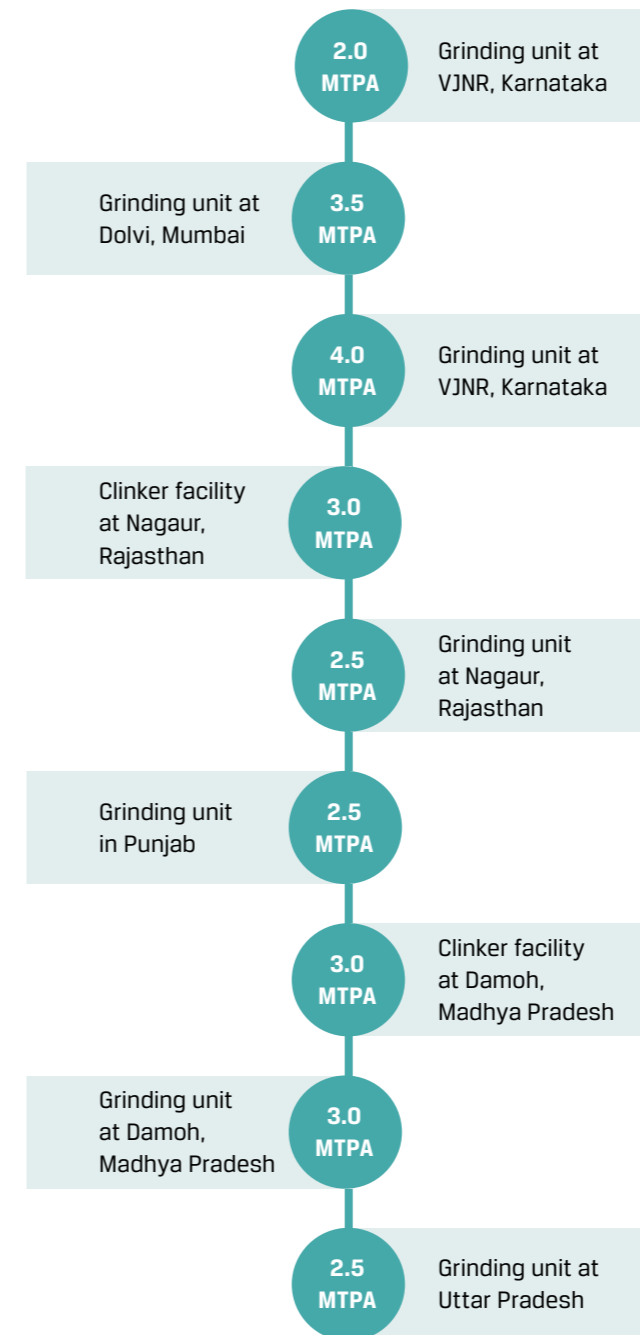 2.0
MTPA
Grinding unit at
VJNR, Karnataka
Grinding unit at
Dolvi, Mumbai
3.5
MTPA
4.0
MTPA
Grinding unit at
VJNR, Karnataka
Clinker facility
at Nagaur,
Rajasthan
3.0
MTPA
2.5
MTPA
Grinding unit
at Nagaur,
Rajasthan
Grinding unit
in Punjab
2.5
MTPA
3.0
MTPA
Clinker facility
at Damoh,
Madhya Pradesh
Grinding unit
at Damoh,
Madhya Pradesh
3.0
MTPA
2.5
MTPA
Grinding unit at
Uttar Pradesh